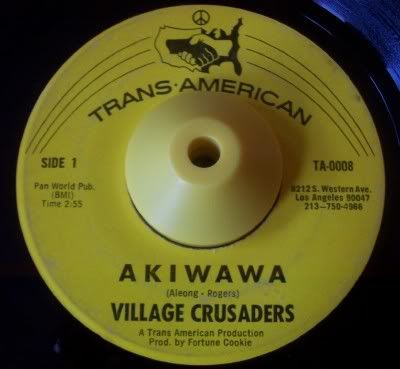 TRANS·AMERICAN
SIDE 1
Pan World Pub.
(BMI)
Time 2:55
TA-0008
8212 S. Western Ave.
Los Angeles 90047
213-750-4966
AKIWAWA
(Aleong - Rogers)
VILLAGE CRUSADERS
A Trans American Production
Prod. by Fortune Cookie